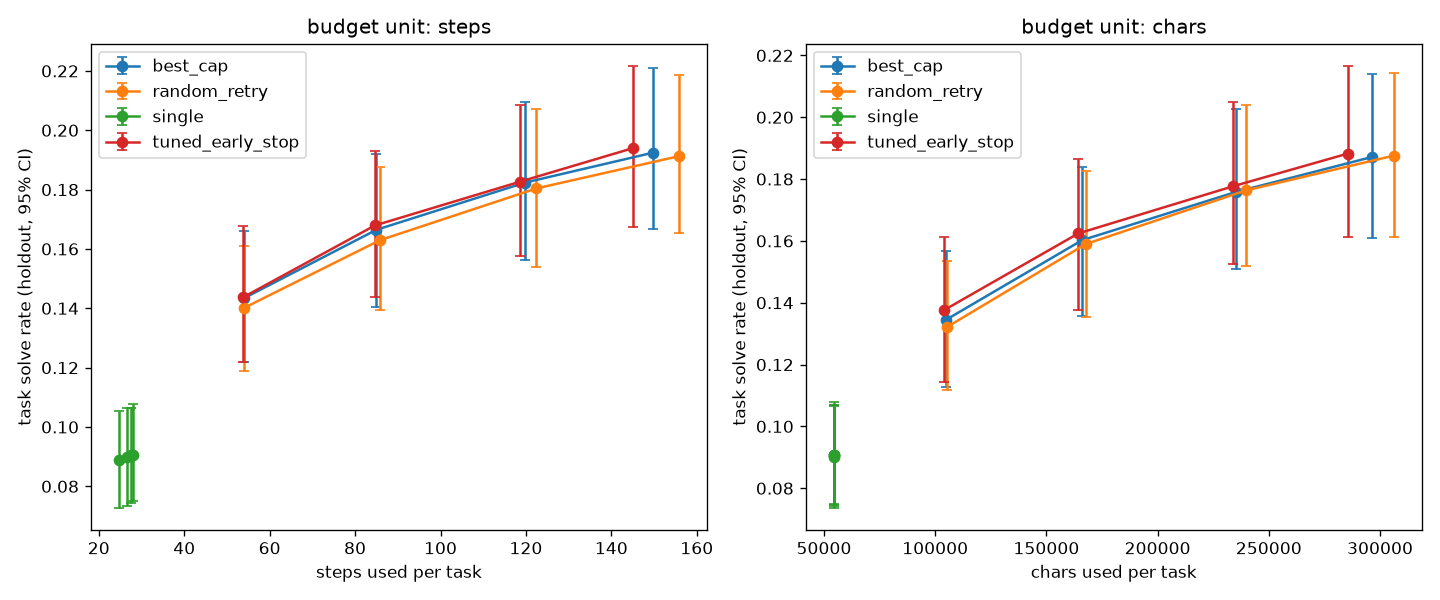 budget unit: steps
best_cap
random_retry
single
tuned_early_stop
0.22
0.20
0.18
0.16
0.14
0.12
0.10
0.08
task solve rate (holdout, 95% CI)
20 40 60 80 100 120 140 160
steps used per task
budget unit: chars
best_cap
random_retry
single
tuned_early_stop
0.22
0.20
0.18
0.16
0.14
0.12
0.10
0.08
task solve rate (holdout, 95% CI)
50000 100000 150000 200000 250000 300000
chars used per task